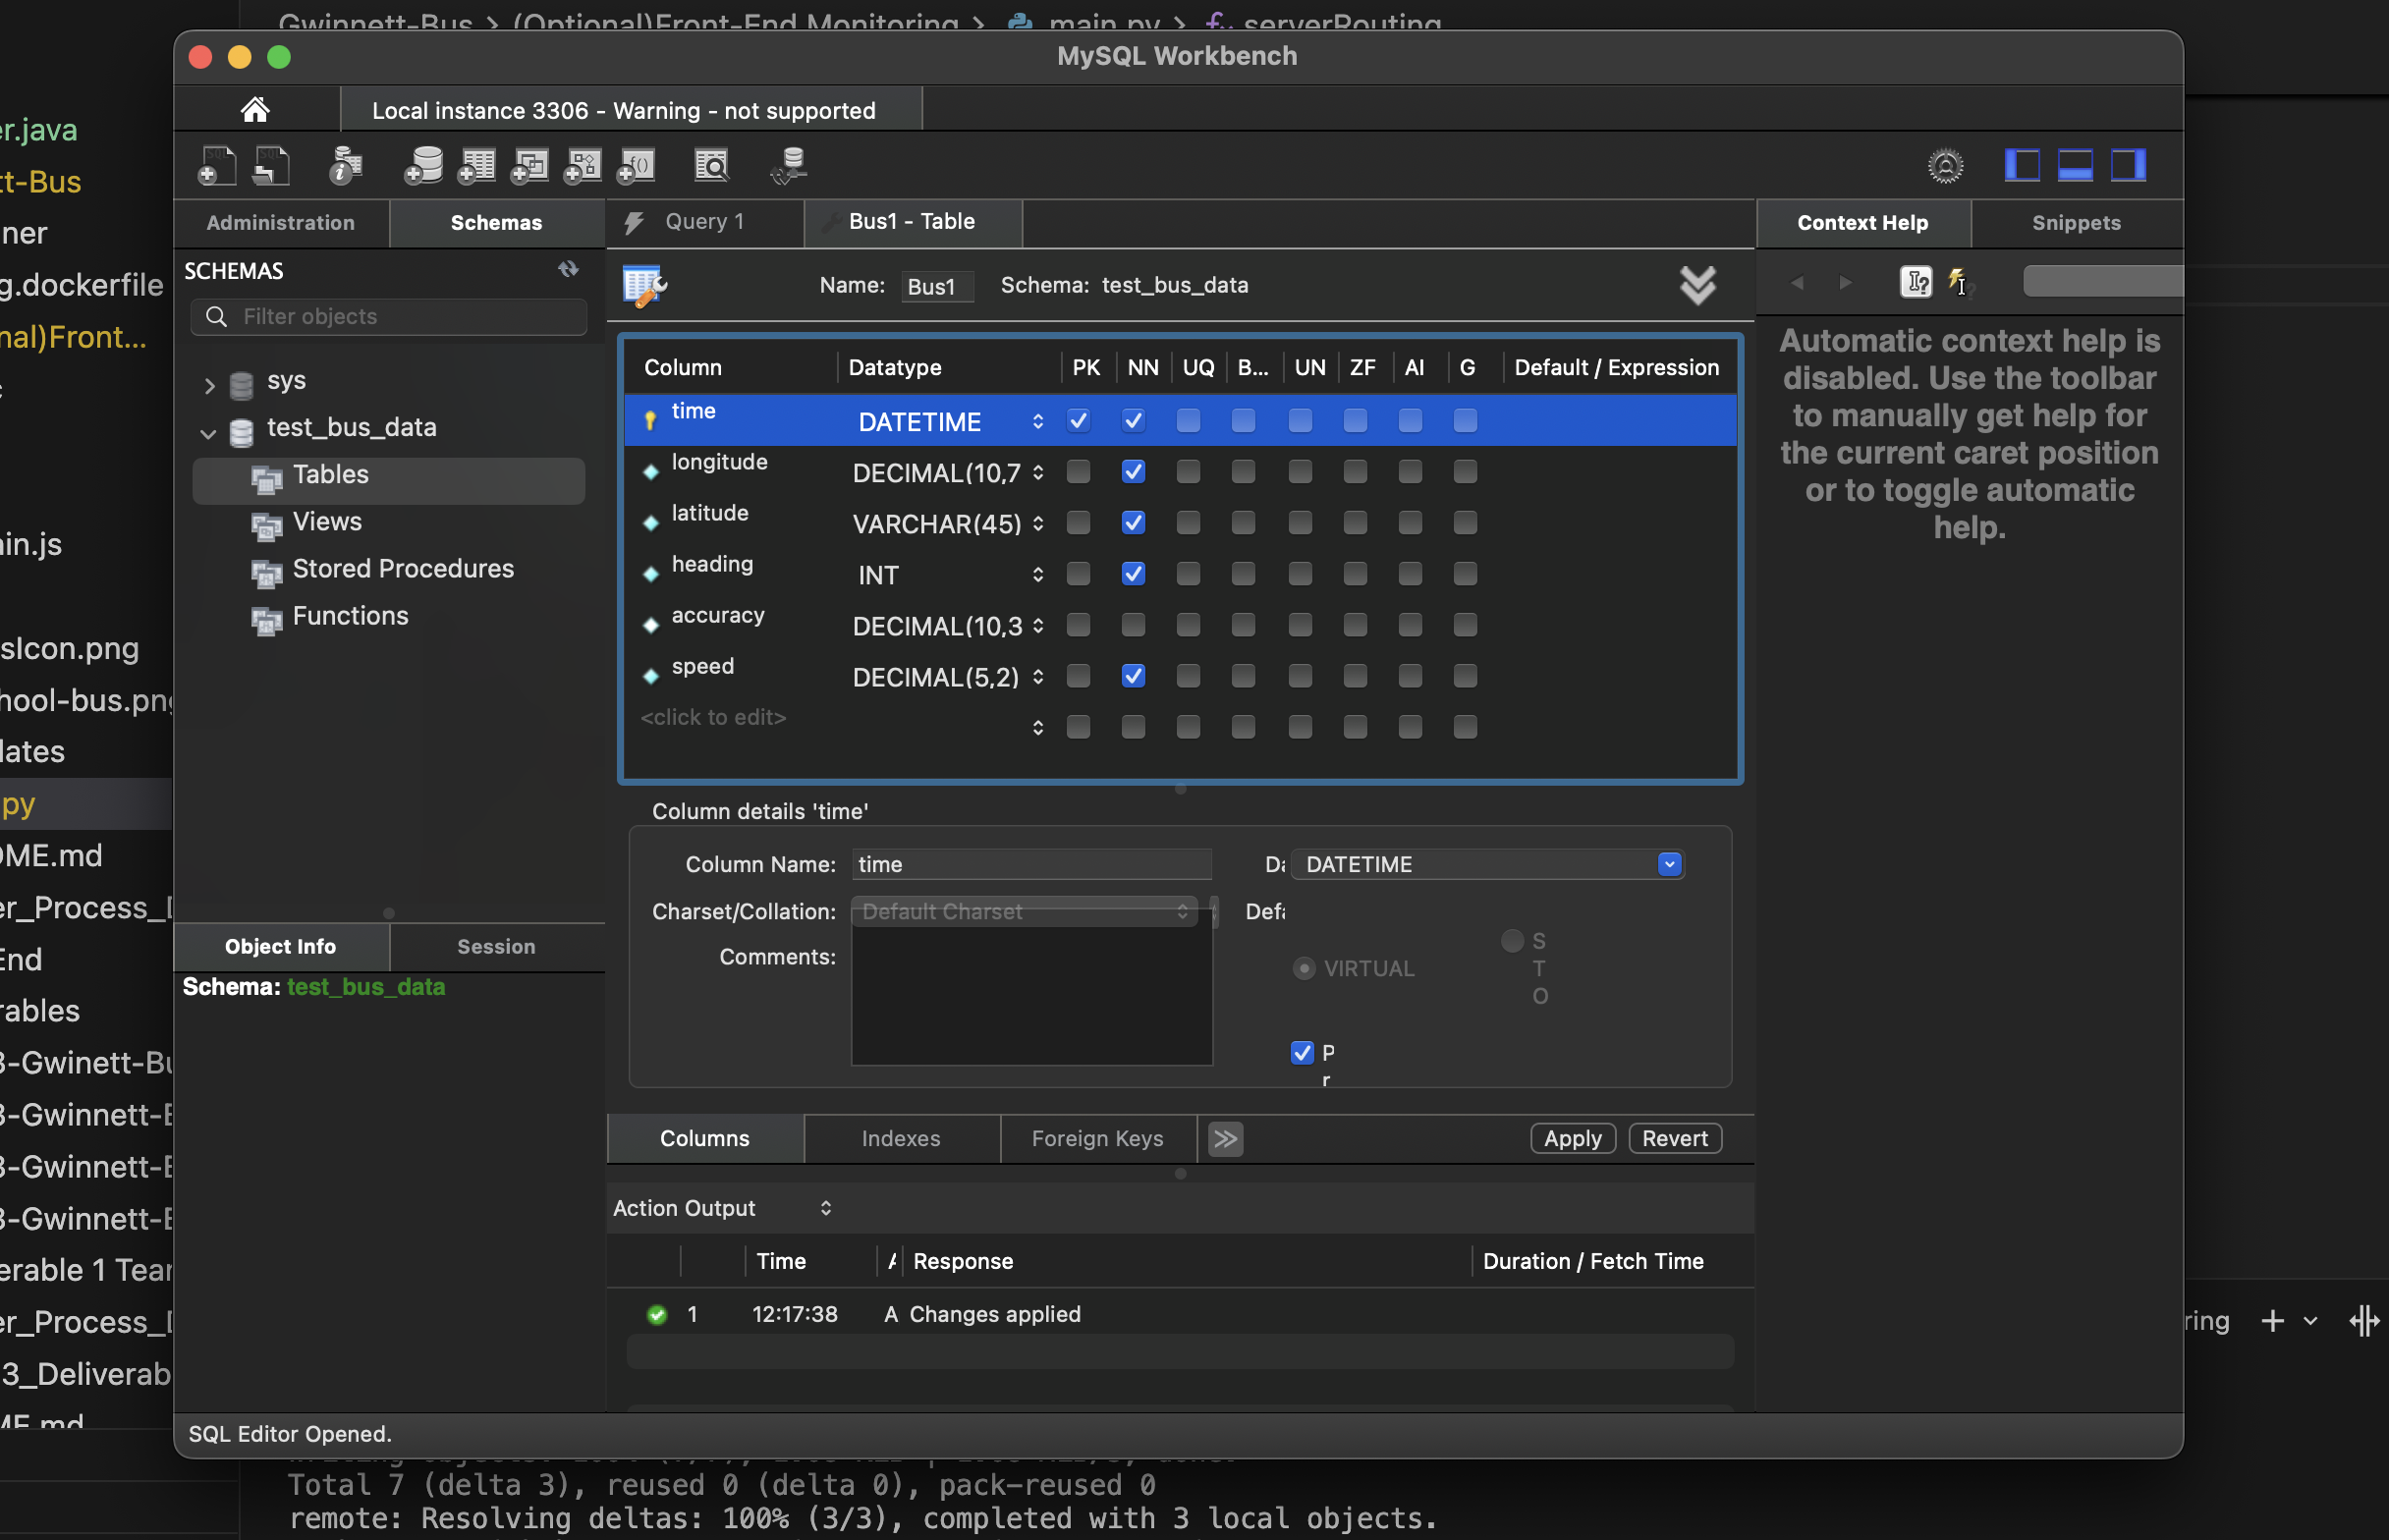 Gwinnett-Bus > (Optional)Front-End Monitoring > main.py > serverRouting
MySQL Workbench
Local instance 3306 - Warning - not supported
Administration
Schemas
SCHEMAS
Filter objects
sys
test_bus_data
Tables
Views
Stored Procedures
Functions
Object Info
Session
Schema: test_bus_data
Query 1
Bus1 - Table
Name: Bus1 Schema: test_bus_data
Column Datatype PK NN UQ B... UN ZF AI G Default / Expression
time DATETIME
longitude DECIMAL(10,7
latitude VARCHAR(45)
heading INT
accuracy DECIMAL(10,3
speed DECIMAL(5,2)
<click to edit>
Column details 'time'
Column Name: time Da DATETIME
Charset/Collation: Default Charset Defa
Comments:
VIRTUAL
S
T
O
P
r
Columns
Indexes
Foreign Keys
Apply
Revert
Action Output
Time A Response Duration / Fetch Time
1 12:17:38 A Changes applied
SQL Editor Opened.
Context Help
Snippets
Automatic context help is
disabled. Use the toolbar
to manually get help for
the current caret position
or to toggle automatic
help.
er.java
tt-Bus
ner
g.dockerfile
nal)Front...
in.js
sIcon.png
hool-bus.png
lates
py
OME.md
er_Process_D
End
rables
3-Gwinett-Bu
3-Gwinnett-B
3-Gwinnett-B
3-Gwinnett-B
erable 1 Tear
er_Process_D
3_Deliverab
ME.md
ring
Total 7 (delta 3), reused 0 (delta 0), pack-reused 0
remote: Resolving deltas: 100% (3/3), completed with 3 local objects.